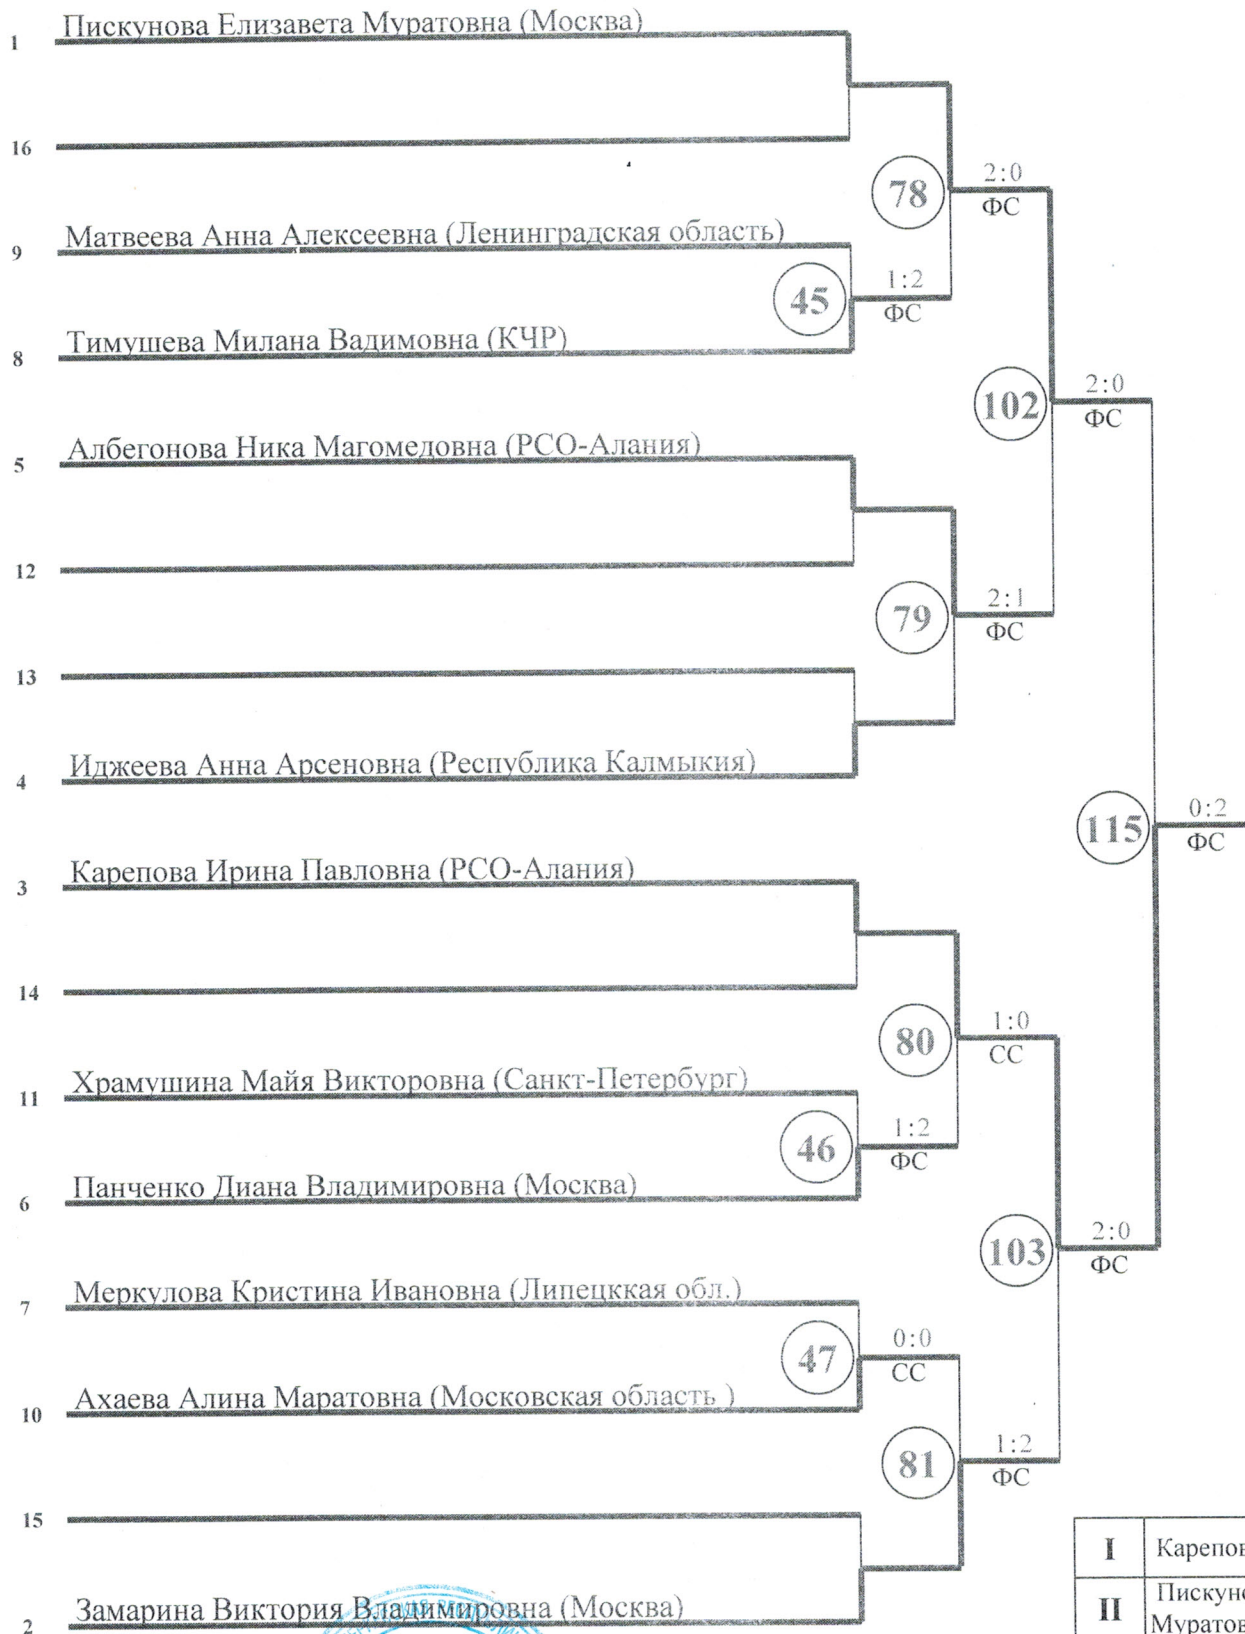 1 Пискунова Елизавета Муратовна (Москва)
16
78 2:0
ФС
9 Матвеева Анна Алексеевна (Ленинградская область)
45 1:2
ФС
8 Тимушева Милана Вадимовна (КЧР)
102 2:0
ФС
5 Албегонова Ника Магомедовна (РСО-Алания)
12
79 2:1
ФС
13
4 Иджеева Анна Арсеновна (Республика Калмыкия)
115 0:2
ФС
3 Карепова Ирина Павловна (РСО-Алания)
14
80 1:0
СС
11 Храмушина Майя Викторовна (Санкт-Петербург)
46 1:2
ФС
6 Панченко Диана Владимировна (Москва)
103 2:0
ФС
7 Меркулова Кристина Ивановна (Липецккая обл.)
47 0:0
СС
10 Ахаева Алина Маратовна (Московская область )
81 1:2
ФС
15
I Карепов
2 Замарина Виктория Владимировна (Москва)
II Пискуно
Муратов